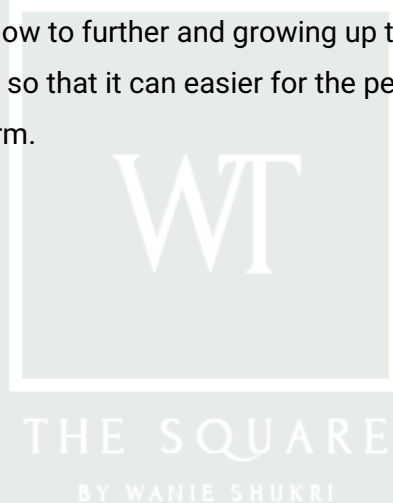 ow to further and growing up t
so that it can easier for the pe
rm.
WT
THE SQUARE
BY WANIE SHUKRI